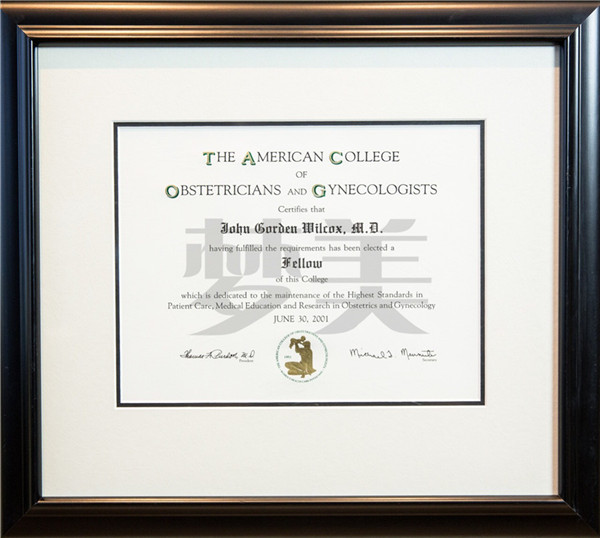 THE AMERICAN COLLEGE
OF
OBSTETRICIANS AND GYNECOLOGISTS
Certifies that
John Gorden Wilcox, M.D.
having fulfilled the requirements has been elected a
Fellow
of this College
which is dedicated to the maintenance of the Highest Standards in
Patient Care, Medical Education and Research in Obstetrics and Gynecology
JUNE 30, 2001
President
Secretary
梦美